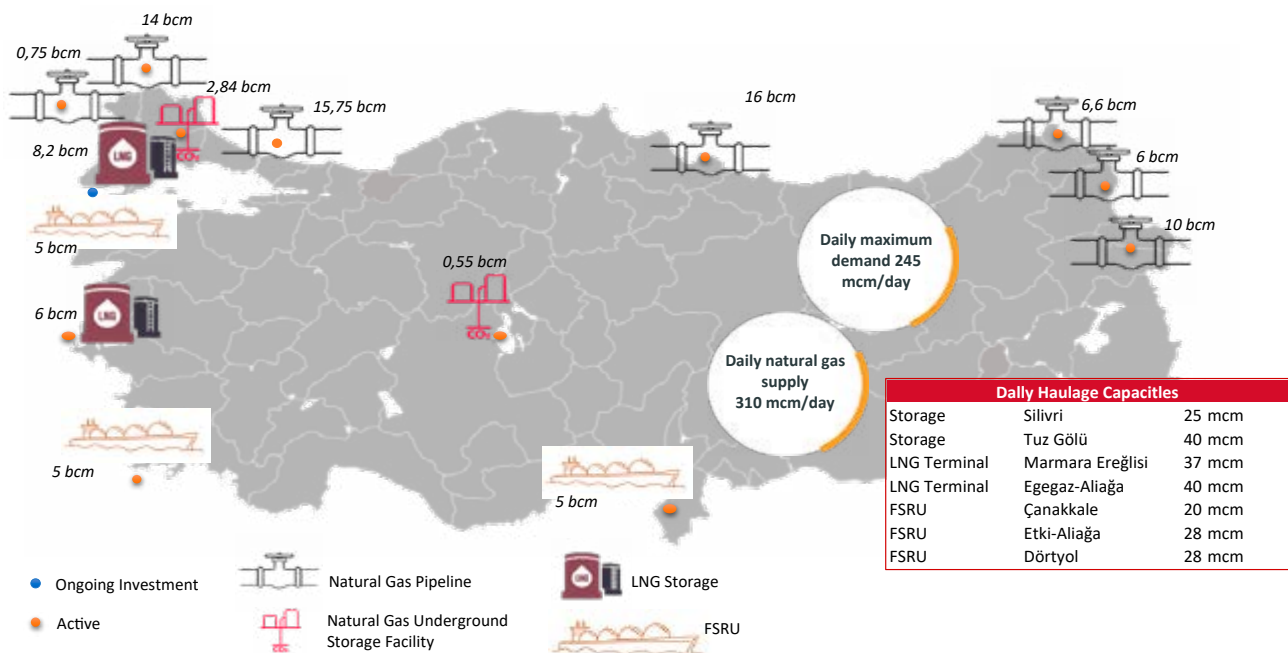 14 bcm
0,75 bcm
2,84 bcm
15,75 bcm
16 bcm
6,6 bcm
8,2 bcm
LNG
CO₂
6 bcm
10 bcm
5 bcm
Daily maximum
demand 245
mcm/day
0,55 bcm
6 bcm
LNG
CO₂
Daily natural gas
supply
310 mcm/day
Dally Haulage Capacitles
Storage Silivri 25 mcm
Storage Tuz Gölü 40 mcm
LNG Terminal Marmara Ereğlisi 37 mcm
LNG Terminal Egegaz-Aliağa 40 mcm
FSRU Çanakkale 20 mcm
FSRU Etki-Aliağa 28 mcm
FSRU Dörtyol 28 mcm
5 bcm
5 bcm
Ongoing Investment
Natural Gas Pipeline
LNG
LNG Storage
Active
Natural Gas Underground
Storage Facility
CO₂
FSRU